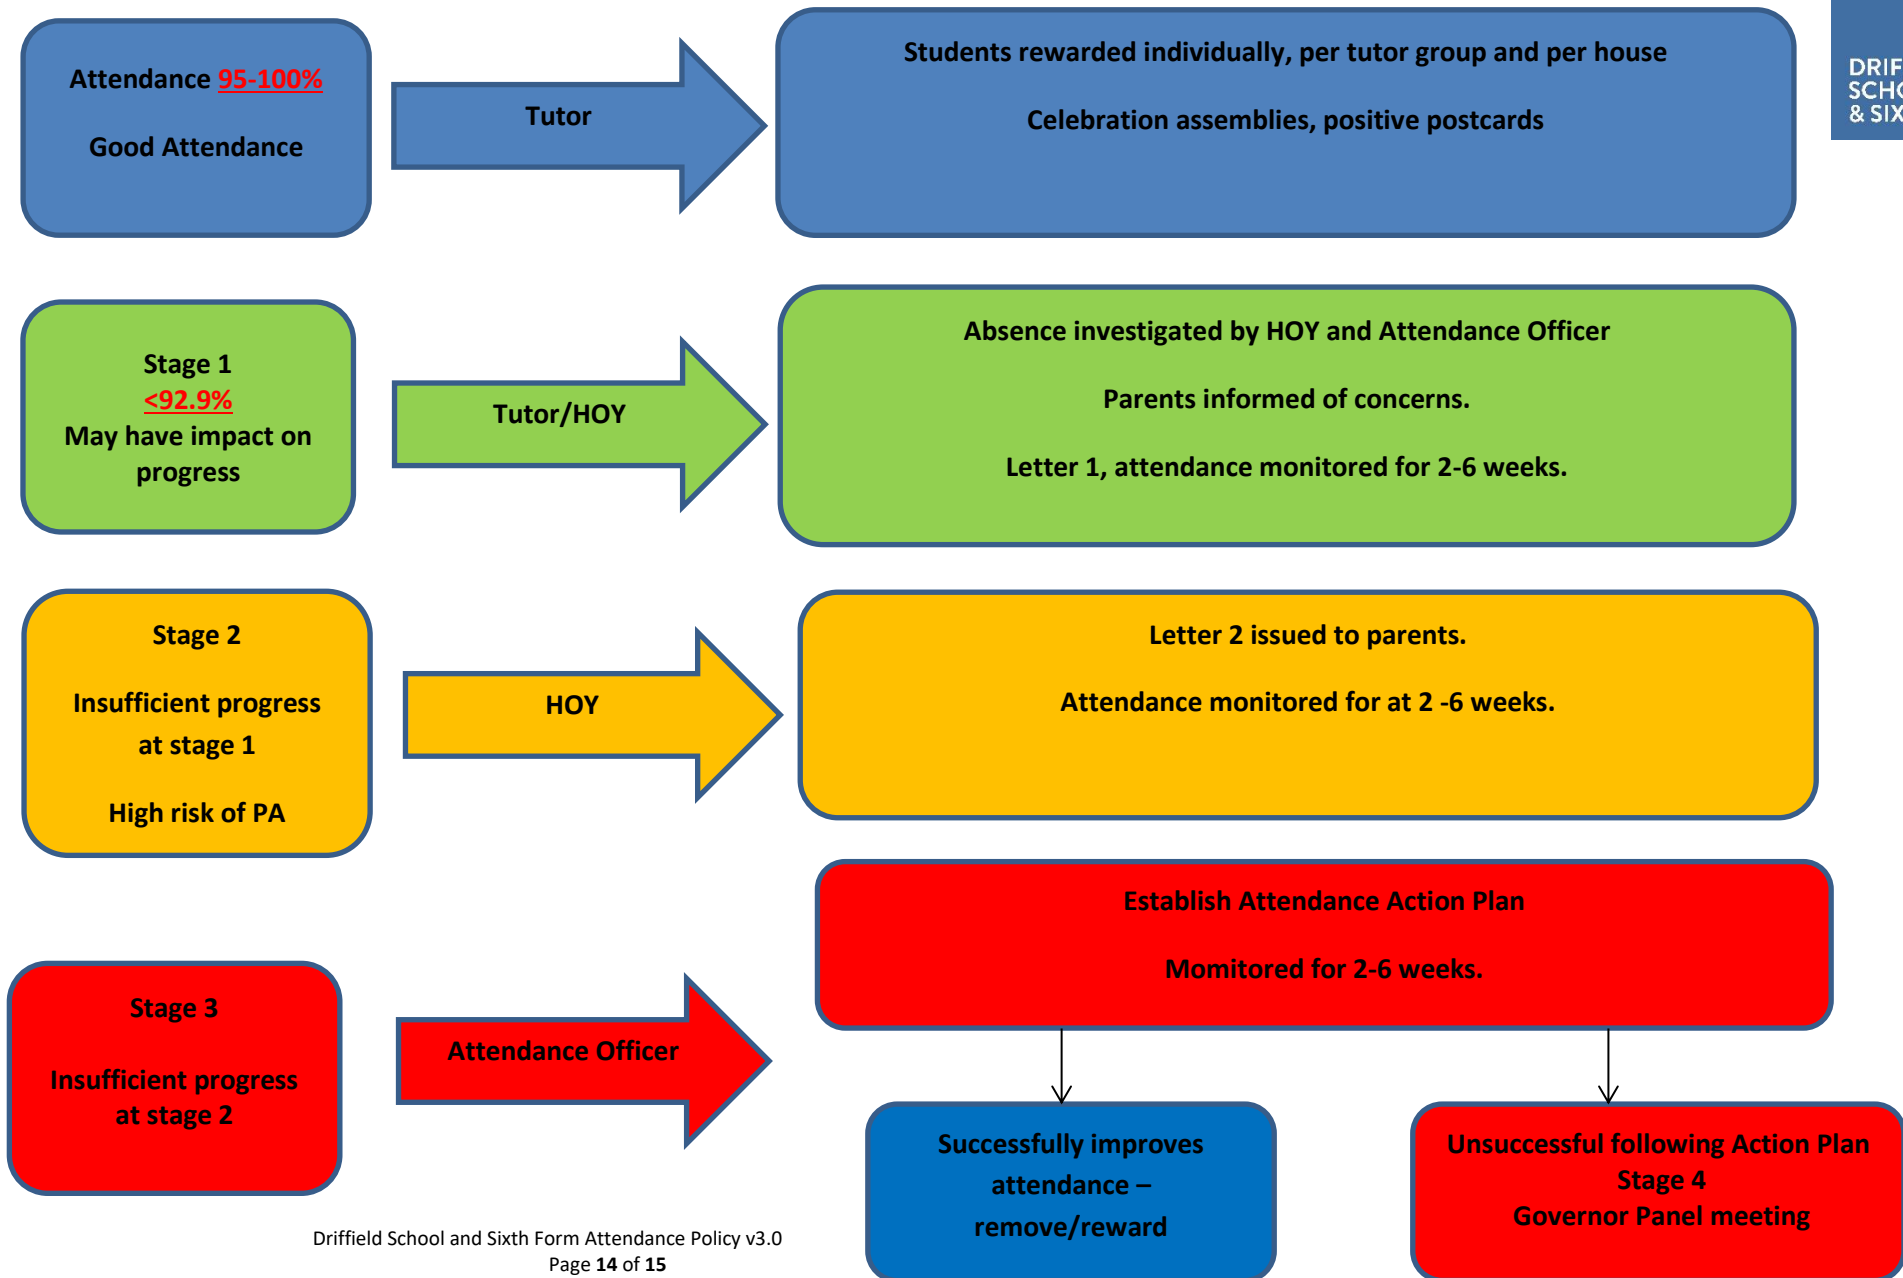 Attendance 95-100%
Good Attendance
Tutor
Students rewarded individually, per tutor group and per house
Celebration assemblies, positive postcards
DRIF
SCHO
& SIX
Stage 1
<92.9%
May have impact on
progress
Tutor/HOY
Absence investigated by HOY and Attendance Officer
Parents informed of concerns.
Letter 1, attendance monitored for 2-6 weeks.
Stage 2
Insufficient progress
at stage 1
High risk of PA
HOY
Letter 2 issued to parents.
Attendance monitored for at 2 -6 weeks.
Stage 3
Insufficient progress
at stage 2
Attendance Officer
Establish Attendance Action Plan
Momitored for 2-6 weeks.
Successfully improves
attendance –
remove/reward
Unsuccessful following Action Plan
Stage 4
Governor Panel meeting
Driffield School and Sixth Form Attendance Policy v3.0
Page 14 of 15